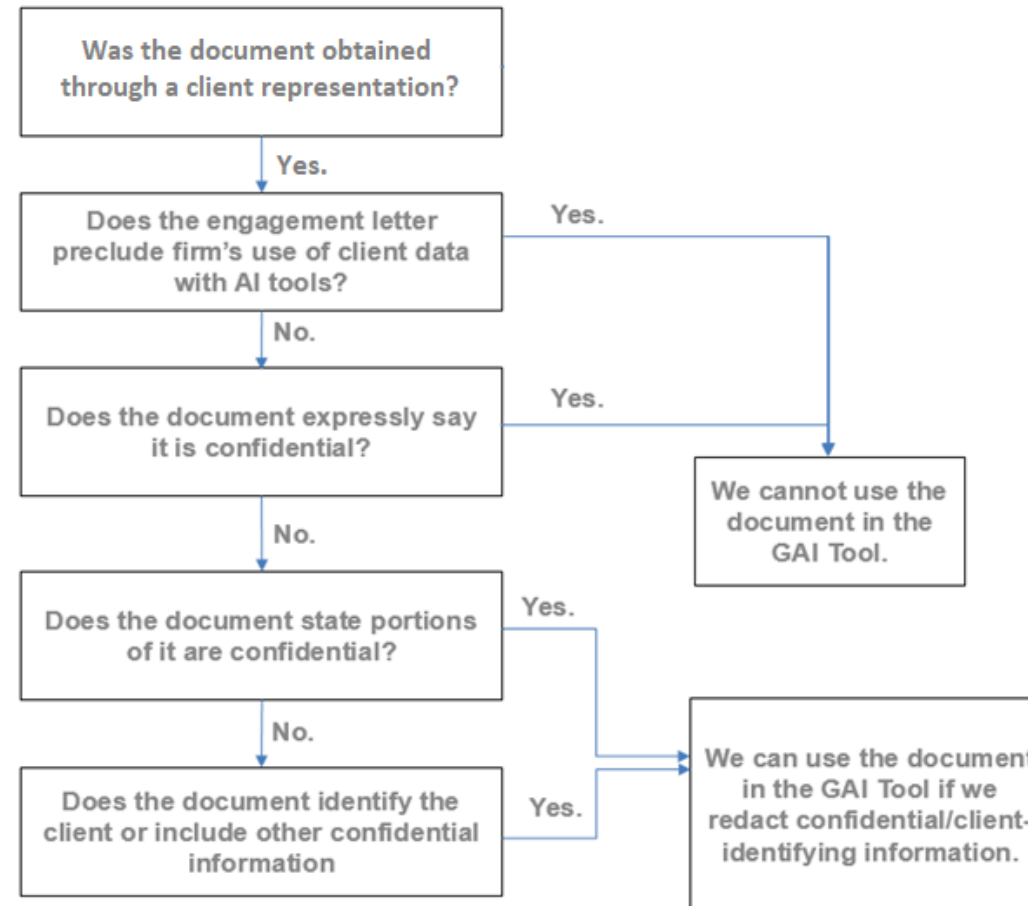 Was the document obtained
through a client representation?
Yes.
Does the engagement letter
preclude firm's use of client data
with AI tools?
Yes.
No.
Does the document expressly say
it is confidential?
Yes.
We cannot use the
document in the
GAI Tool.
No.
Does the document state portions
of it are confidential?
Yes.
No.
We can use the document
in the GAI Tool if we
redact confidential/client-
identifying information.
Does the document identify the
client or include other confidential
information
Yes.